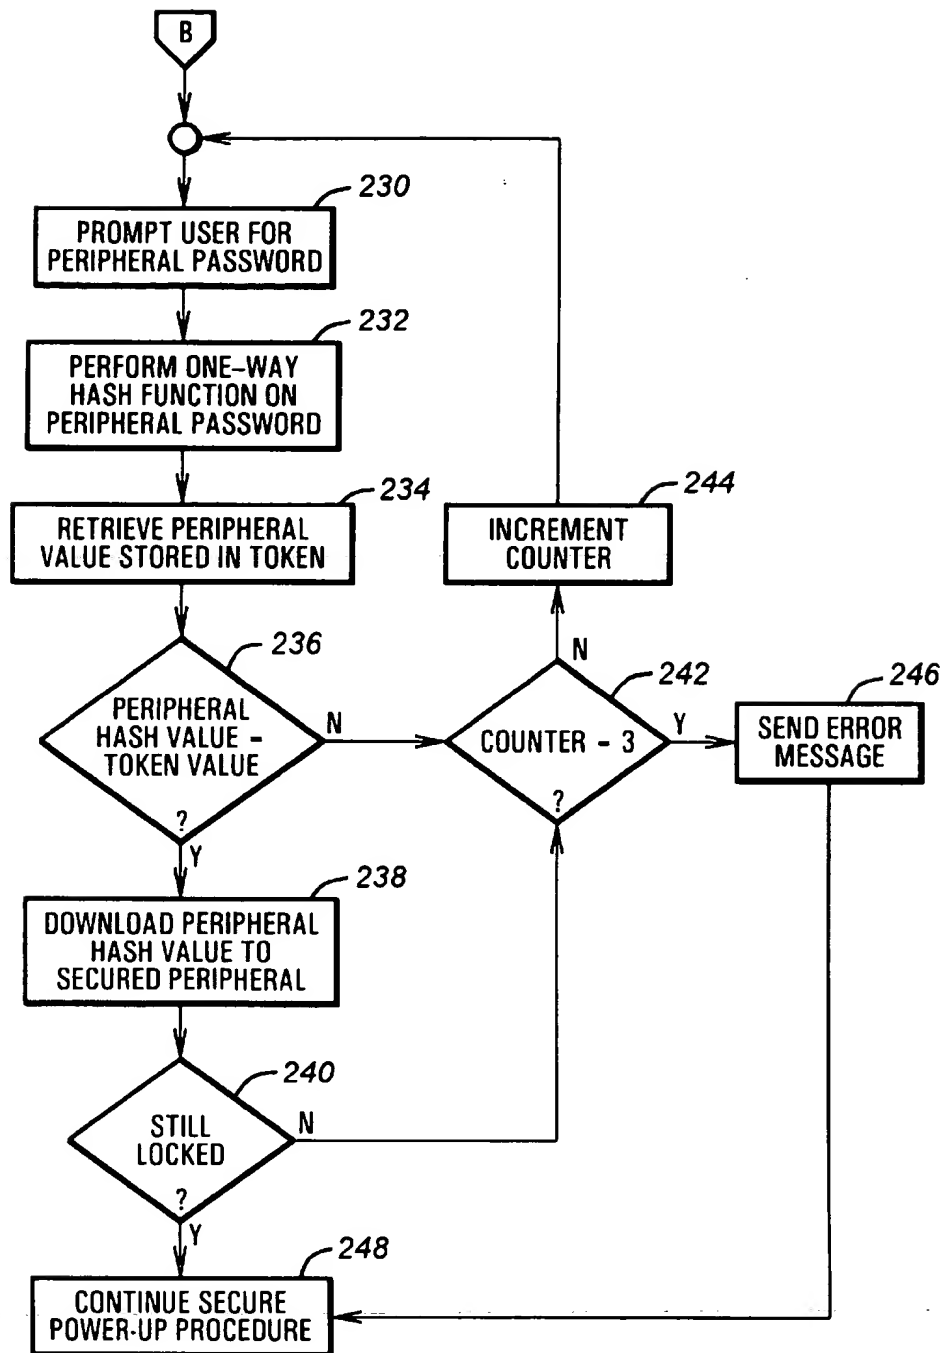 B
230
PROMPT USER FOR
PERIPHERAL PASSWORD
232
PERFORM ONE-WAY
HASH FUNCTION ON
PERIPHERAL PASSWORD
234
RETRIEVE PERIPHERAL
VALUE STORED IN TOKEN
244
INCREMENT
COUNTER
236
PERIPHERAL
HASH VALUE -
TOKEN VALUE
?
N
Y
N
242
COUNTER - 3
?
Y
246
SEND ERROR
MESSAGE
238
DOWNLOAD PERIPHERAL
HASH VALUE TO
SECURED PERIPHERAL
240
STILL
LOCKED
?
N
Y
248
CONTINUE SECURE
POWER-UP PROCEDURE